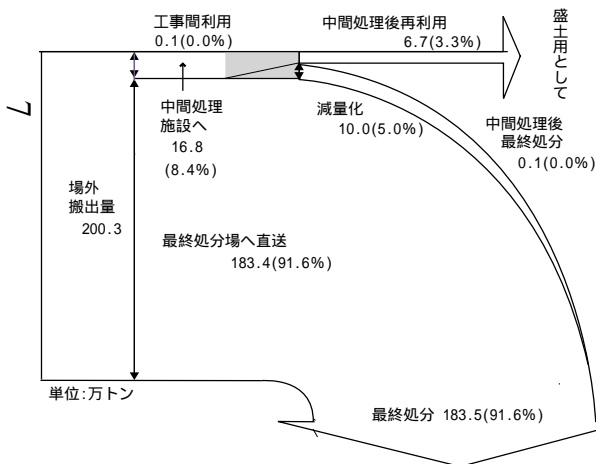 工事間利用
0.1(0.0%)
中間処理後再利用
6.7(3.3%)
盛土用として
中間処理
施設へ
16.8
(8.4%)
減量化
10.0(5.0%)
中間処理後
最終処分
0.1(0.0%)
場外
搬出量
200.3
最終処分場へ直送
183.4(91.6%)
単位:万トン
最終処分 183.5(91.6%)